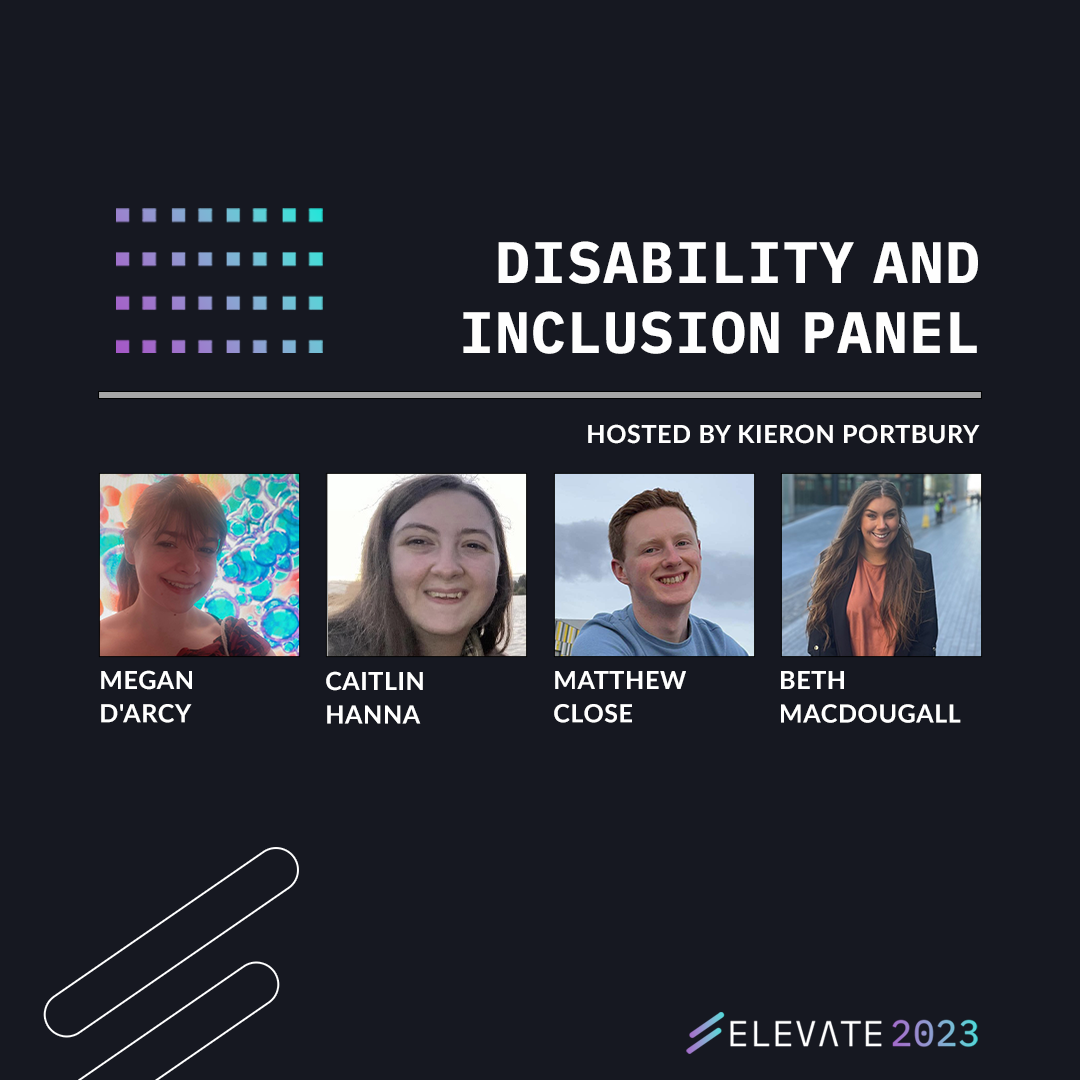 DISABILITY AND
INCLUSION PANEL
HOSTED BY KIERON PORTBURY
MEGAN
D'ARCY
CAITLIN
HANNA
MATTHEW
CLOSE
BETH
MACDOUGALL
ELEVATE 2023